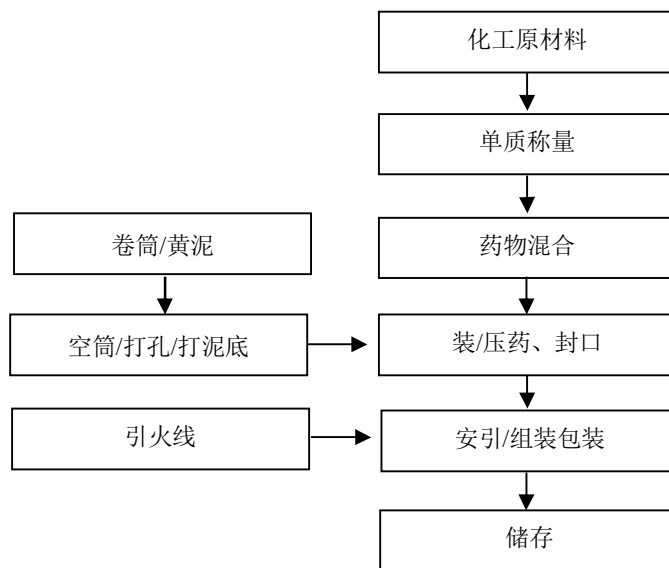 化工原材料
单质称量
卷筒/黄泥
药物混合
空筒/打孔/打泥底
装/压药、封口
引火线
安引/组装包装
储存